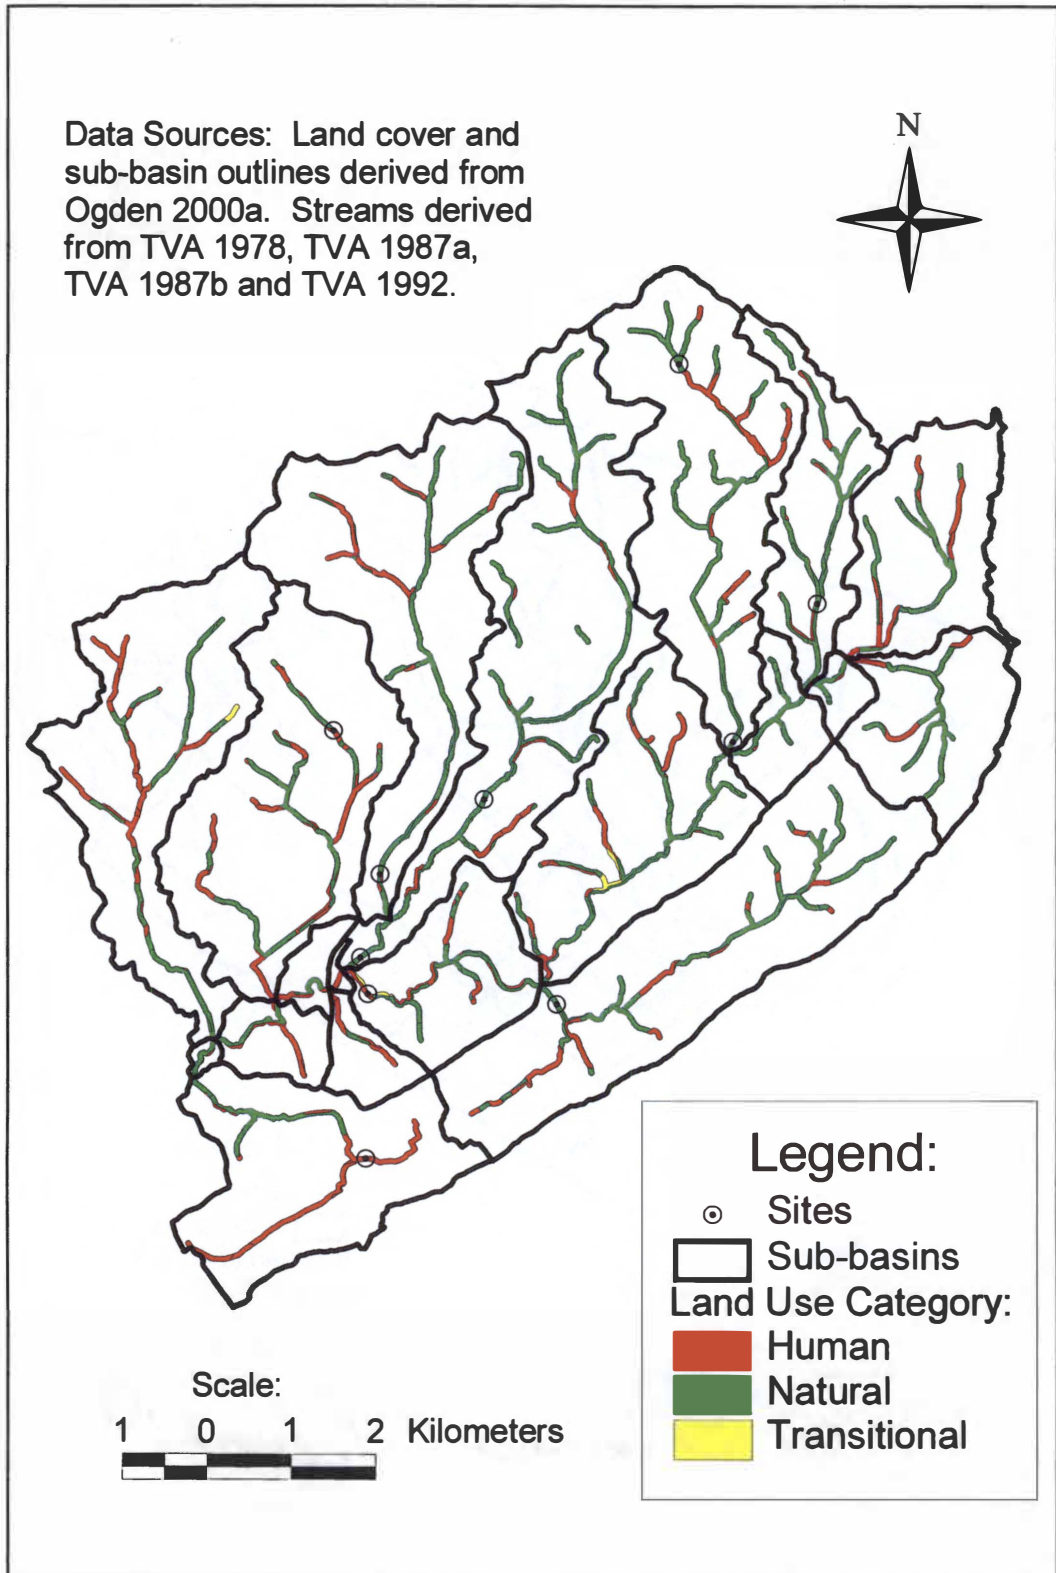 Data Sources: Land cover and
sub-basin outlines derived from
Ogden 2000a. Streams derived
from TVA 1978, TVA 1987a,
TVA 1987b and TVA 1992.
N
Legend:
Sites
Sub-basins
Land Use Category:
Human
Natural
Transitional
Scale:
1 0 1 2 Kilometers